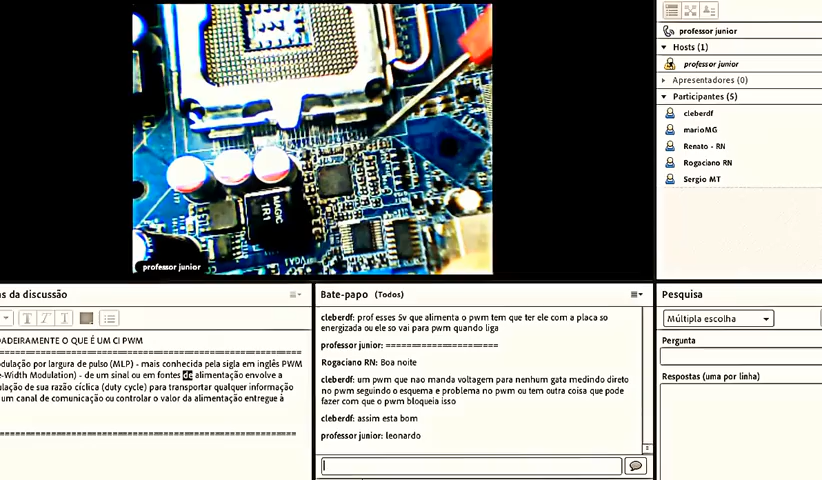 MAGIC
1R1
VGA1
professor junior
professor junior
Hosts (1)
professor junior
Apresentadores (0)
Participantes (5)
cleberdf
marioMG
Renato - RN
Rogaciano RN
Sergio MT
as da discussão
T T T
OADEIRAMENTE O QUE É UM CI PWM
================================================
odulação por largura de pulso (MLP) - mais conhecida pela sigla em inglês PWM
e-Width Modulation) - de um sinal ou em fontes de alimentação envolve a
ulação de sua razão cíclica (duty cycle) para transportar qualquer informação
um canal de comunicação ou controlar o valor da alimentação entregue à
================================================
Bate-papo (Todos)
cleberdf: prof esses 5v que alimenta o pwm tem que ter ele com a placa so
energizada ou ele so vai para pwm quando liga
professor junior: =====================
Rogaciano RN: Boa noite
cleberdf: um pwm que nao manda voltagem para nenhum gata medindo direto
no pwm seguindo o esquema e problema no pwm ou tem outra coisa que pode
fazer com que o pwm bloqueia isso
cleberdf: assim esta bom
professor junior: leonardo
Pesquisa
Múltipla escolha
Pergunta
Respostas (uma por linha)